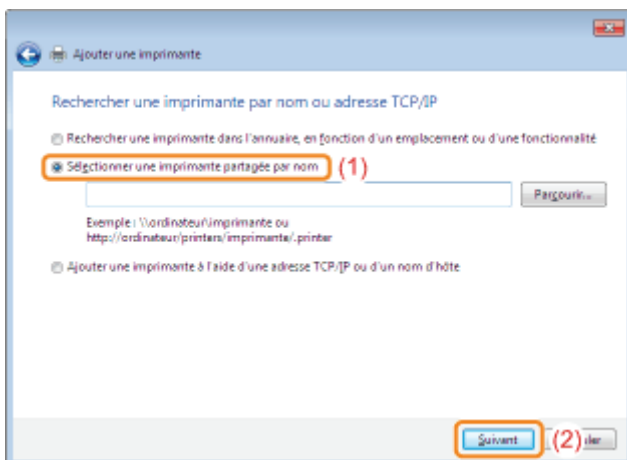 Ajouter une imprimante
Rechercher une imprimante par nom ou adresse TCP/IP
Rechercher une imprimante dans l'annuaire, en fonction d'un emplacement ou d'une fonctionnalité
Sélectionner une imprimante partagée par nom (1)
Parcourir...
Exemple : \\ordinateur\imprimante ou
http://ordinateur/printers/imprimante/.printer
Ajouter une imprimante à l'aide d'une adresse TCP/IP ou d'un nom d'hôte
Suivant (2)